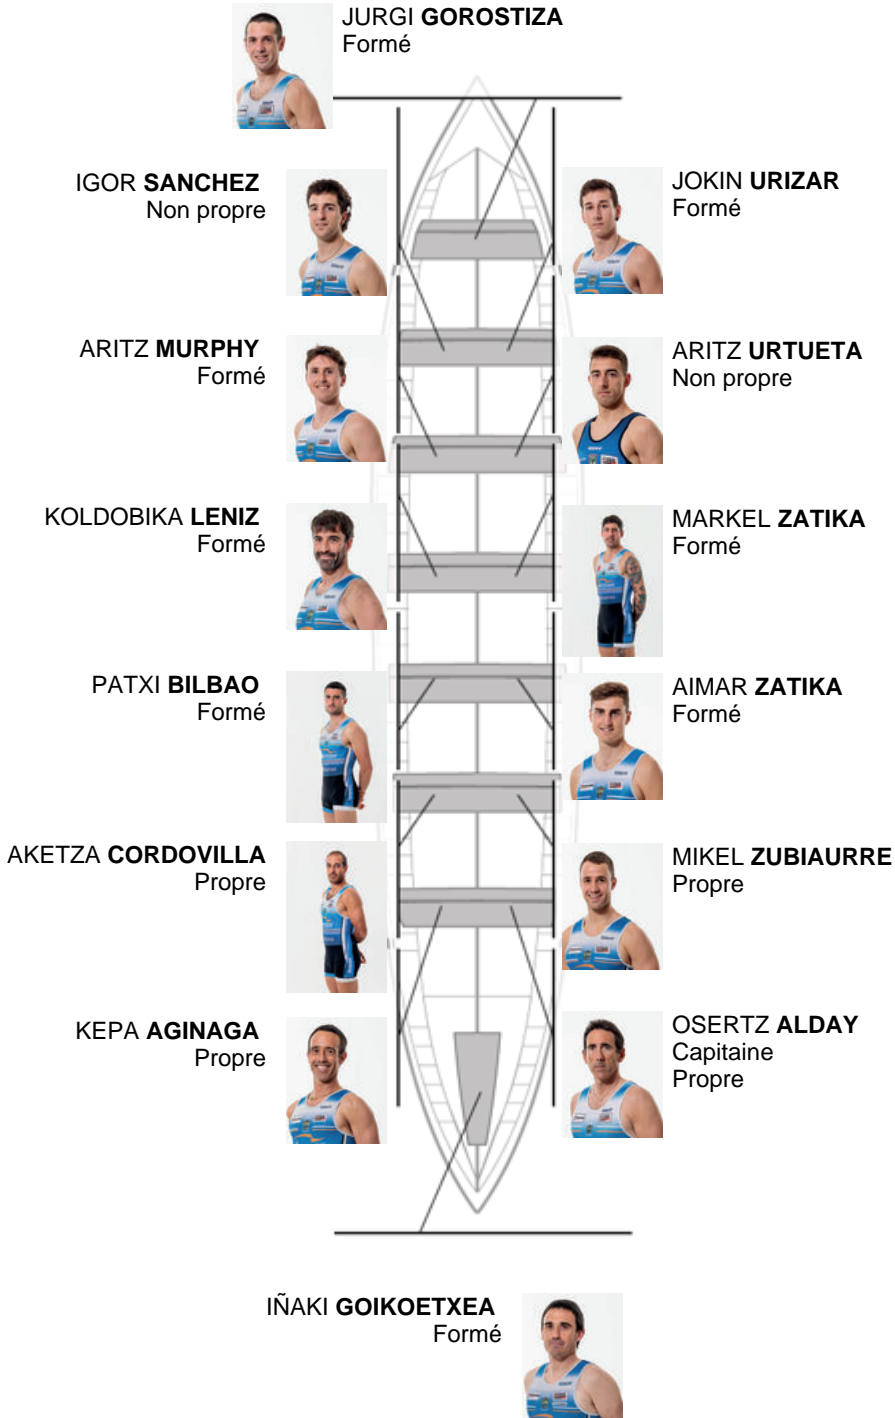 JURGI GOROSTIZA
Formé
IGOR SANCHEZ
Non propre
JOKIN URIZAR
Formé
ARITZ MURPHY
Formé
ARITZ URTUETA
Non propre
KOLDOBIKA LENIZ
Formé
MARKEL ZATIKA
Formé
PATXI BILBAO
Formé
AIMAR ZATIKA
Formé
AKETZA CORDOVILLA
Propre
MIKEL ZUBIAURRE
Propre
KEPA AGINAGA
Propre
OSERTZ ALDAY
Capitaine
Propre
IÑAKI GOIKOETXEA
Formé